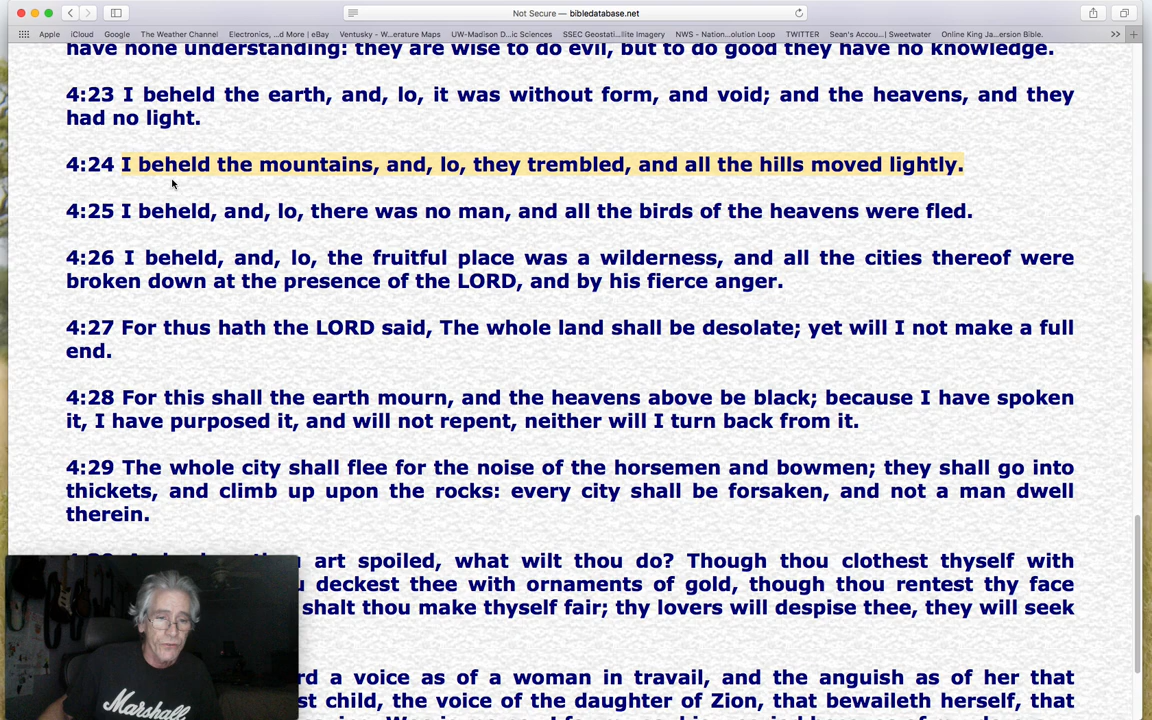 Not Secure — bibledatabase.net
Apple iCloud Google The Weather Channel Electronics, ...d More | eBay Ventusky - W...erature Maps UW-Madison D...ic Sciences SSEC Geostati...llite Imagery NWS - Nation...olution Loop TWITTER Sean's Accou...| Sweetwater Online King Ja...ersion Bible.
have none understanding: they are wise to do evil, but to do good they have no knowledge.
4:23 I beheld the earth, and, lo, it was without form, and void; and the heavens, and they
had no light.
4:24 I beheld the mountains, and, lo, they trembled, and all the hills moved lightly.
4:25 I beheld, and, lo, there was no man, and all the birds of the heavens were fled.
4:26 I beheld, and, lo, the fruitful place was a wilderness, and all the cities thereof were
broken down at the presence of the LORD, and by his fierce anger.
4:27 For thus hath the LORD said, The whole land shall be desolate; yet will I not make a full
end.
4:28 For this shall the earth mourn, and the heavens above be black; because I have spoken
it, I have purposed it, and will not repent, neither will I turn back from it.
4:29 The whole city shall flee for the noise of the horsemen and bowmen; they shall go into
thickets, and climb up upon the rocks: every city shall be forsaken, and not a man dwell
therein.
art spoiled, what wilt thou do? Though thou clothest thyself with
deckest thee with ornaments of gold, though thou rentest thy face
shalt thou make thyself fair; thy lovers will despise thee, they will seek
a voice as of a woman in travail, and the anguish as of her that
child, the voice of the daughter of Zion, that bewaileth herself, that
Marshall